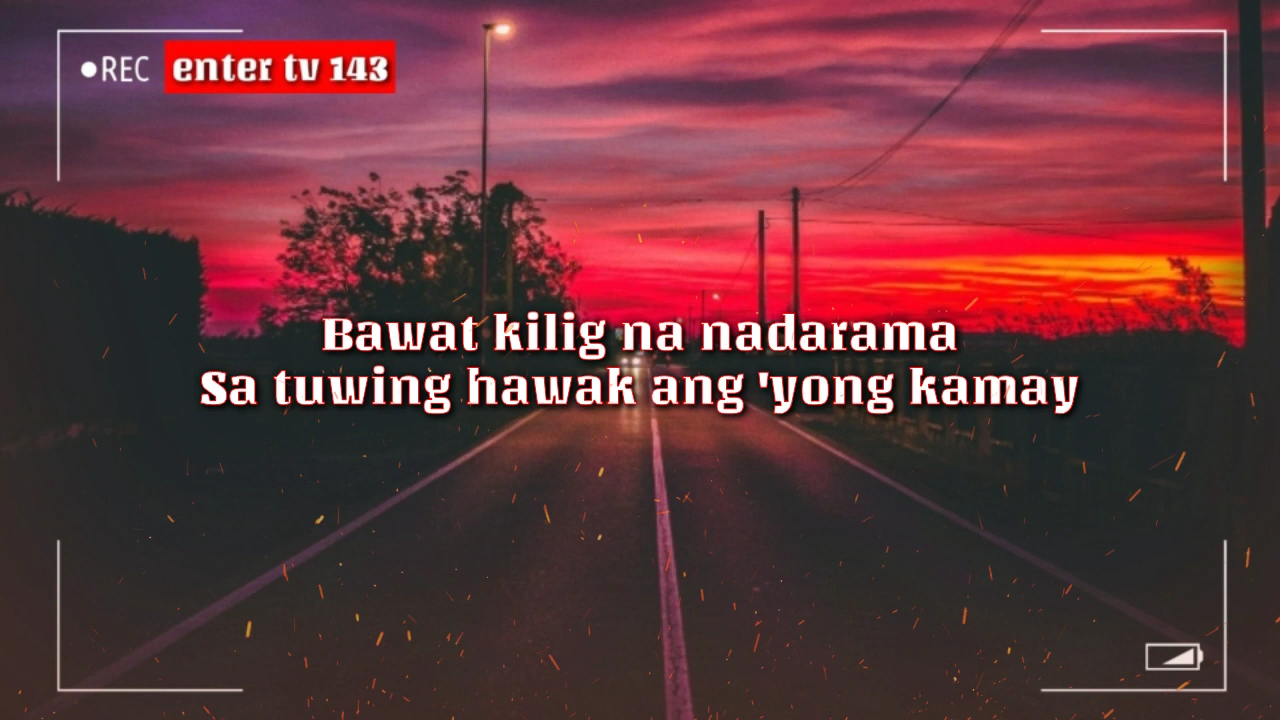 REC enter tv 143
Bawat kilig na nadarama
Sa tuwing hawak ang 'yong kamay